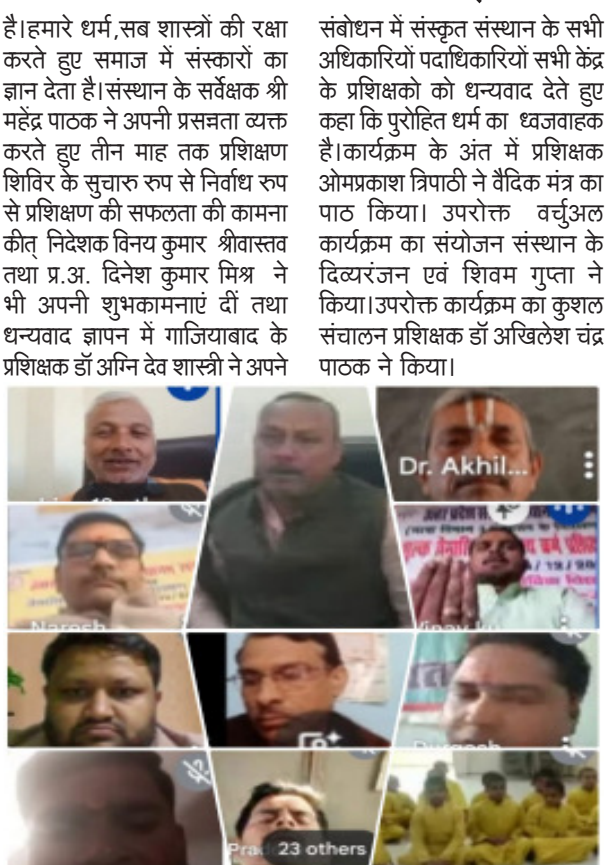 है।हमारे धर्म,सब शास्त्रों की रक्षा
करते हुए समाज में संस्कारों का
ज्ञान देता है।संस्थान के सर्वेक्षक श्री
महेंद्र पाठक ने अपनी प्रसन्नता व्यक्त
करते हुए तीन माह तक प्रशिक्षण
शिविर के सुचारु रुप से निर्वाध रुप
से प्रशिक्षण की सफलता की कामना
कीत् निदेशक विनय कुमार श्रीवास्तव
तथा प्र.अ. दिनेश कुमार मिश्र ने
भी अपनी शुभकामनाएं दीं तथा
धन्यवाद ज्ञापन में गाजियाबाद के
प्रशिक्षक डॉ अग्नि देव शास्त्री ने अपने
संबोधन में संस्कृत संस्थान के सभी
अधिकारियों पदाधिकारियों सभी केंद्र
के प्रशिक्षको को धन्यवाद देते हुए
कहा कि पुरोहित धर्म का ध्वजवाहक
है।कार्यक्रम के अंत में प्रशिक्षक
ओमप्रकाश त्रिपाठी ने वैदिक मंत्र का
पाठ किया। उपरोक्त वर्चुअल
कार्यक्रम का संयोजन संस्थान के
दिव्यरंजन एवं शिवम गुप्ता ने
किया।उपरोक्त कार्यक्रम का कुशल
संचालन प्रशिक्षक डॉ अखिलेश चंद्र
पाठक ने किया।
Dr. Akhil...
Naresh
Vinay ku
Durgesh
Prad
23 others